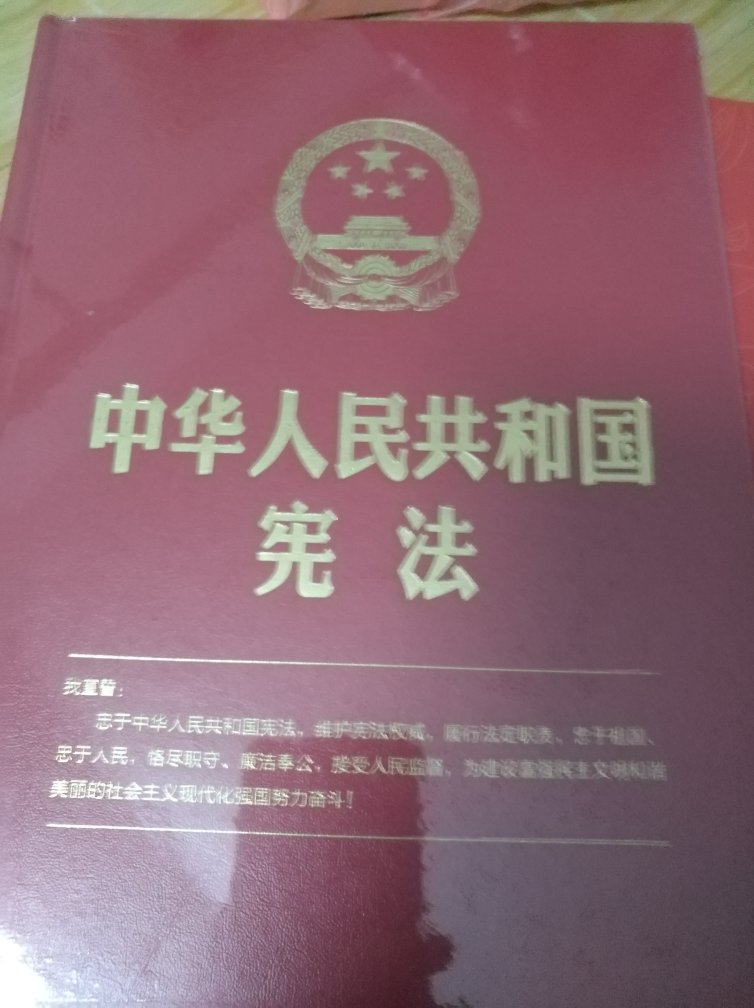 中华人民共和国
宪法
我宣誓：
忠于中华人民共和国宪法，维护宪法权威，履行法定职责，忠于祖国、
忠于人民，恪尽职守、廉洁奉公，接受人民监督，为建设富强民主文明和谐
美丽的社会主义现代化强国努力奋斗！